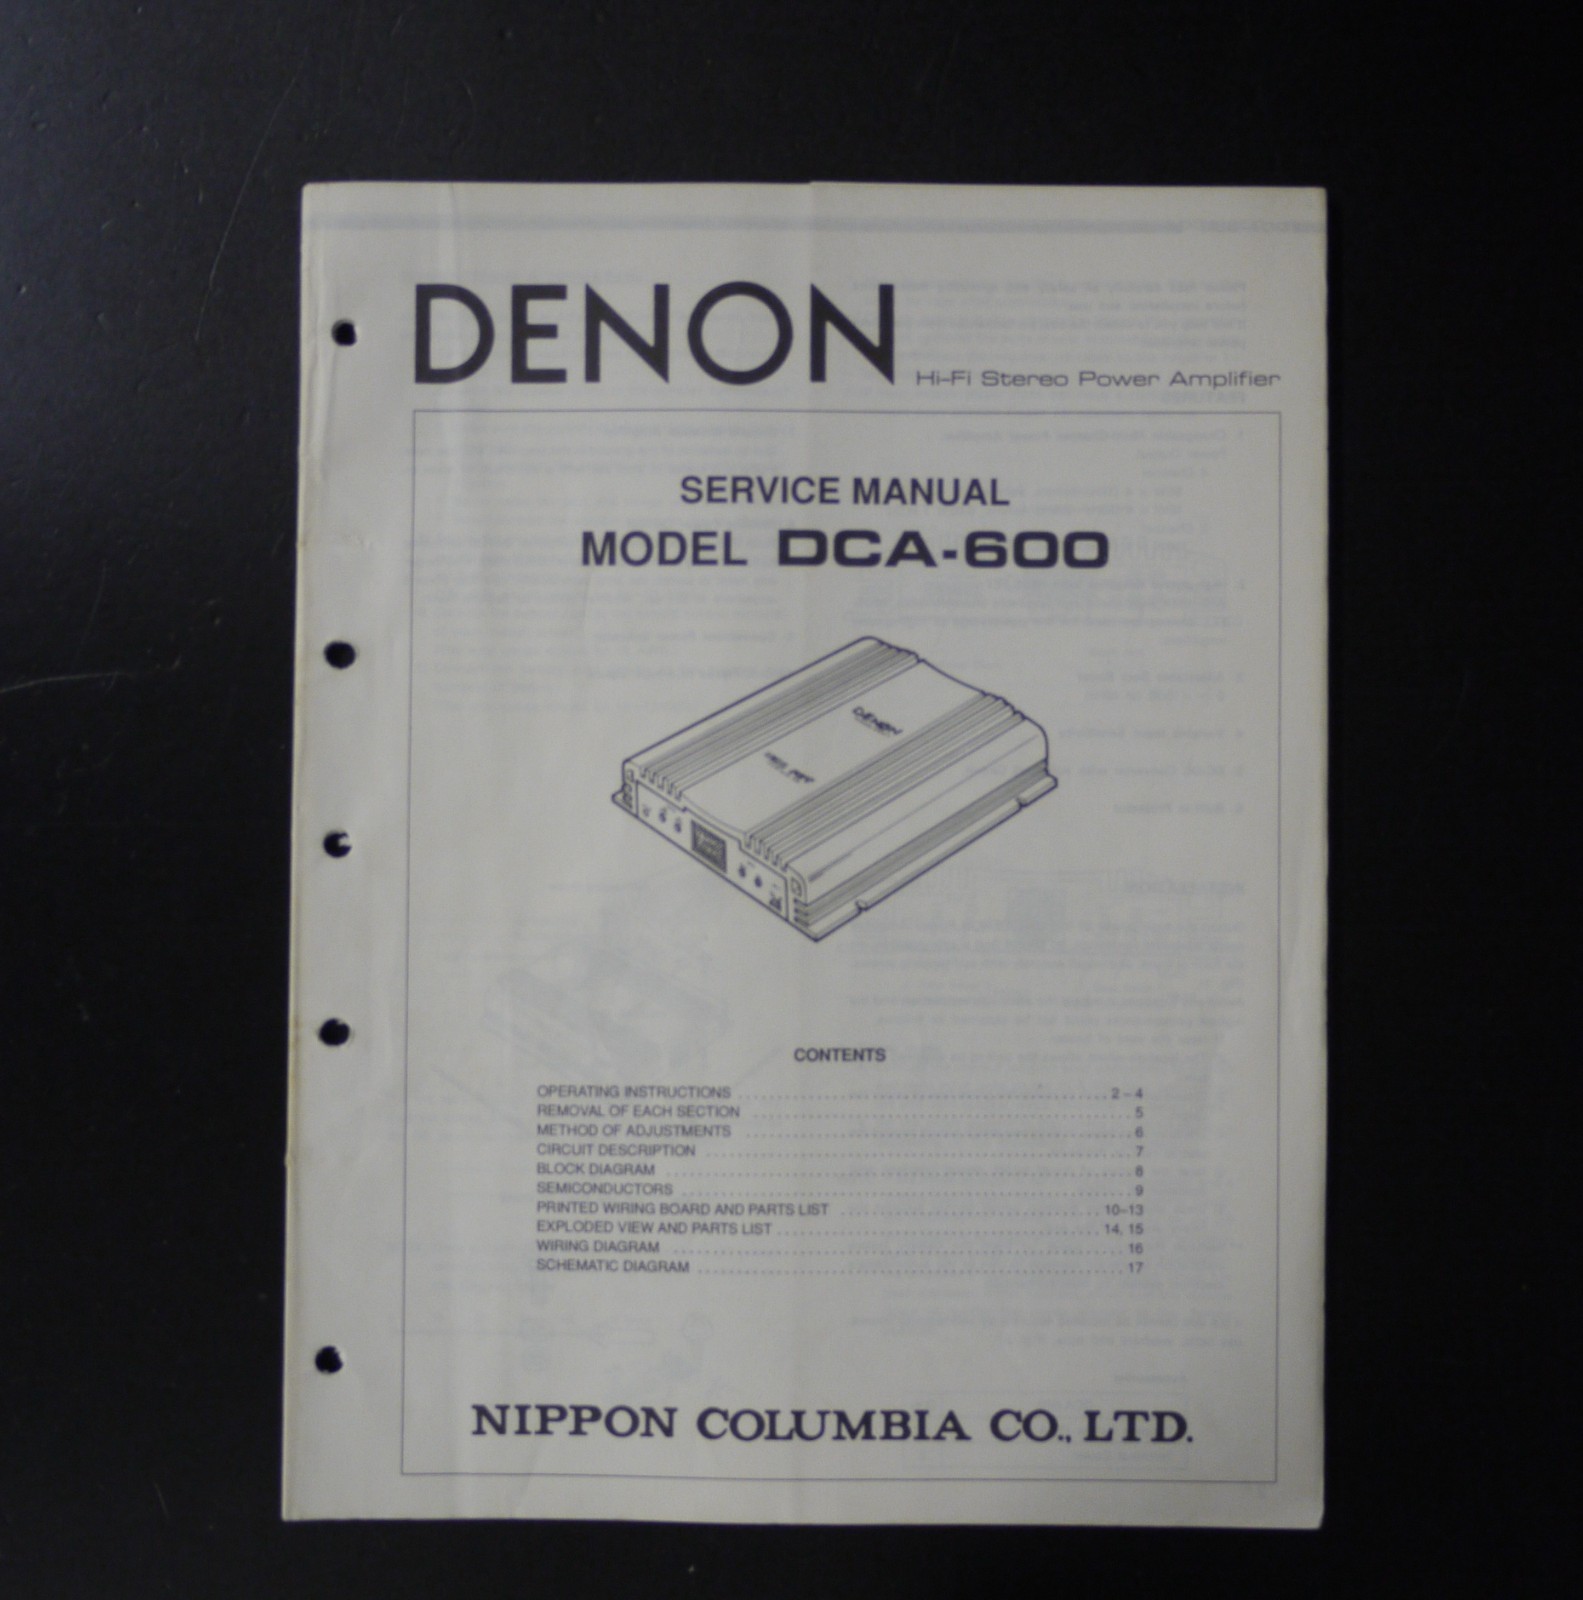 DENON
Hi-Fi Stereo Power Amplifier
SERVICE MANUAL
MODEL DCA-600
DENON
CONTENTS
OPERATING INSTRUCTIONS ........................................ 2 – 4
REMOVAL OF EACH SECTION ........................................ 5
METHOD OF ADJUSTMENTS ........................................ 6
CIRCUIT DESCRIPTION ........................................ 7
BLOCK DIAGRAM ........................................ 8
SEMICONDUCTORS ........................................ 9
PRINTED WIRING BOARD AND PARTS LIST ........................................ 10–13
EXPLODED VIEW AND PARTS LIST ........................................ 14, 15
WIRING DIAGRAM ........................................ 16
SCHEMATIC DIAGRAM ........................................ 17
NIPPON COLUMBIA CO., LTD.